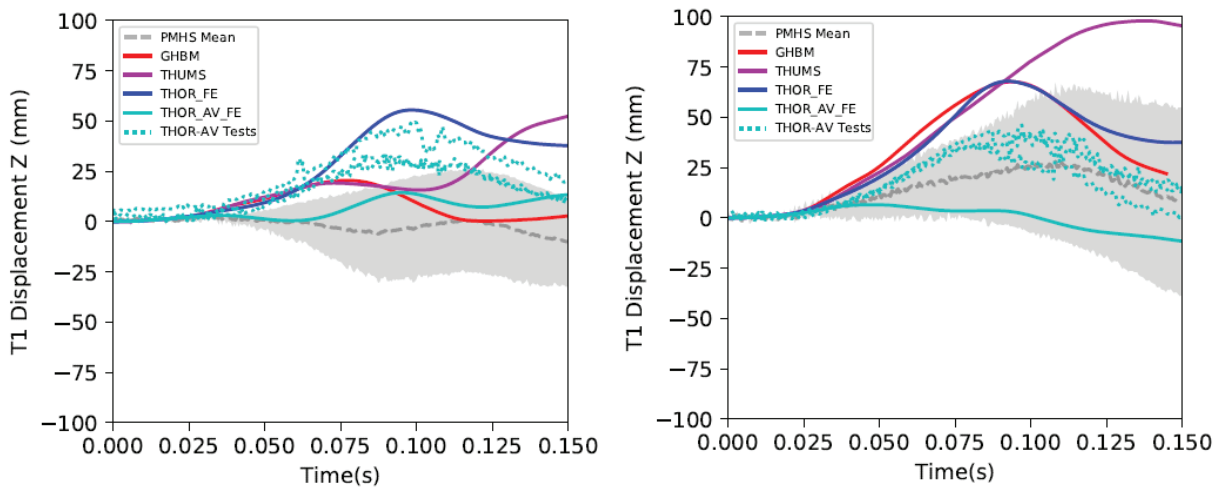 T1 Displacement Z (mm)
100
75
50
25
0
−25
−50
−75
−100
PMHS Mean
GHBM
THUMS
THOR_FE
THOR_AV_FE
THOR-AV Tests
0.000 0.025 0.050 0.075 0.100 0.125 0.150
Time(s)
T1 Displacement Z (mm)
100
75
50
25
0
−25
−50
−75
−100
PMHS Mean
GHBM
THUMS
THOR_FE
THOR_AV_FE
THOR-AV Tests
0.000 0.025 0.050 0.075 0.100 0.125 0.150
Time(s)